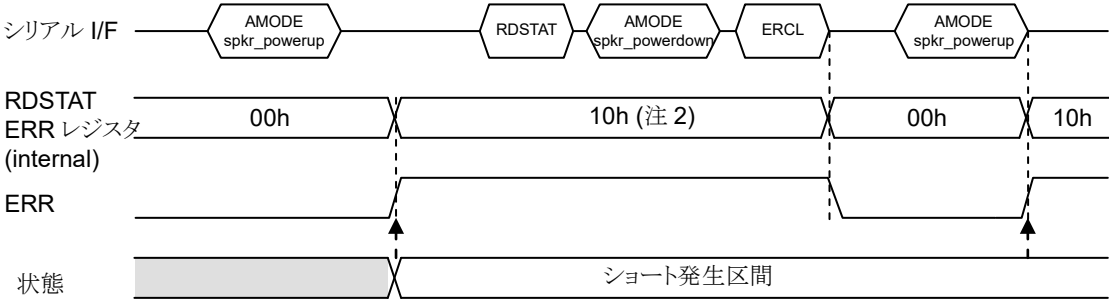 シリアル I/F
AMODE
spkr_powerup
RDSTAT
AMODE
spkr_powerdown
ERCL
AMODE
spkr_powerup
RDSTAT
ERR レジスタ
(internal)
00h
10h (注 2)
00h
10h
ERR
状態
ショート発生区間